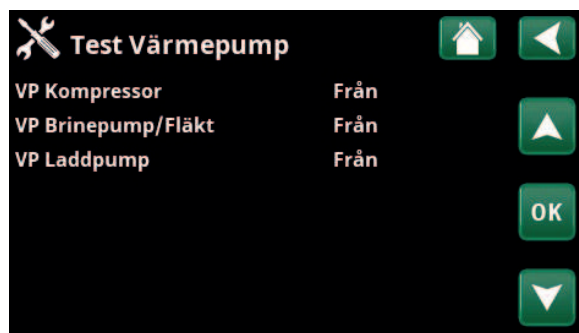 Test Värmepump
VP Kompressor Från
VP Brinepump/Fläkt Från
VP Laddpump Från
OK